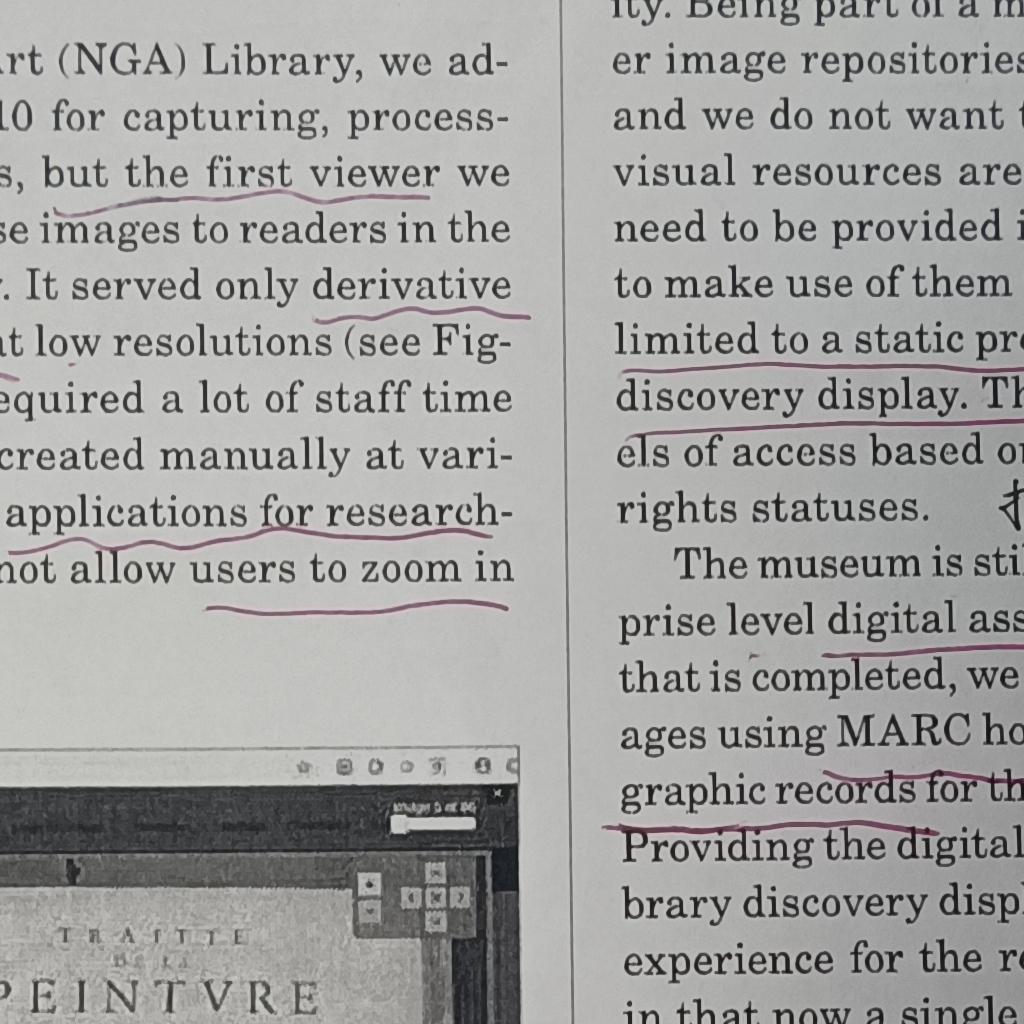 rt (NGA) Library, we ad-
10 for capturing, process-
s, but the first viewer we
se images to readers in the
. It served only derivative
at low resolutions (see Fig-
equired a lot of staff time
created manually at vari-
applications for research-
not allow users to zoom in
TRAITTE
PEINTVRE
ity. Being part of a m
er image repositories
and we do not want t
visual resources are
need to be provided i
to make use of them
limited to a static pr
discovery display. Th
els of access based o
rights statuses.
The museum is sti
prise level digital ass
that is completed, we
ages using MARC ho
graphic records for th
Providing the digital
brary discovery disp
experience for the r
in that now a single